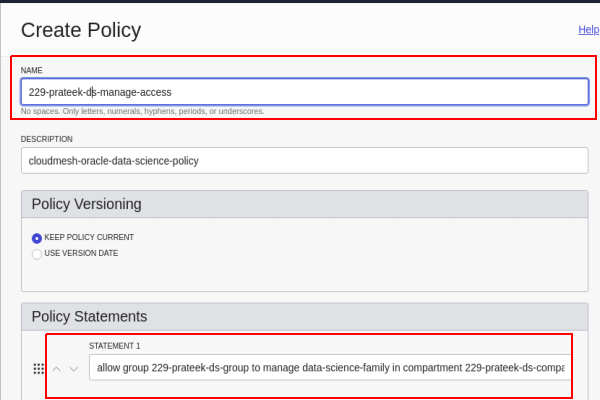 Create Policy
Help
NAME
229-prateek-ds-manage-access
No spaces. Only letters, numerals, hyphens, periods, or underscores.
DESCRIPTION
cloudmesh-oracle-data-science-policy
Policy Versioning
KEEP POLICY CURRENT
USE VERSION DATE
Policy Statements
STATEMENT 1
allow group 229-prateek-ds-group to manage data-science-family in compartment 229-prateek-ds-compa